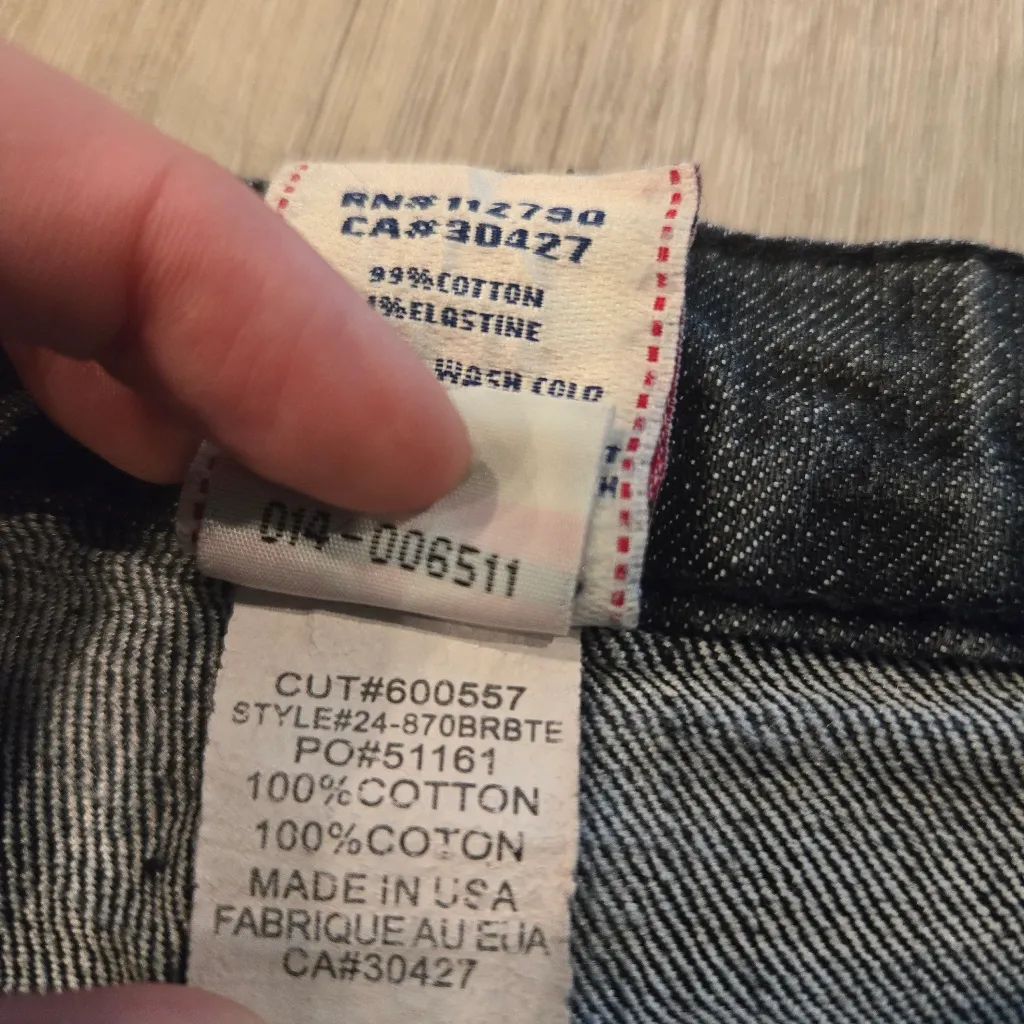 RN#112790
CA#30427
99%COTTON
1%ELASTINE
WASH COLD
T
H
014-006511
CUT#600557
STYLE#24-870BRBTE
PO#51161
100%COTTON
100%COTON
MADE IN USA
FABRIQUE AU EUA
CA#30427